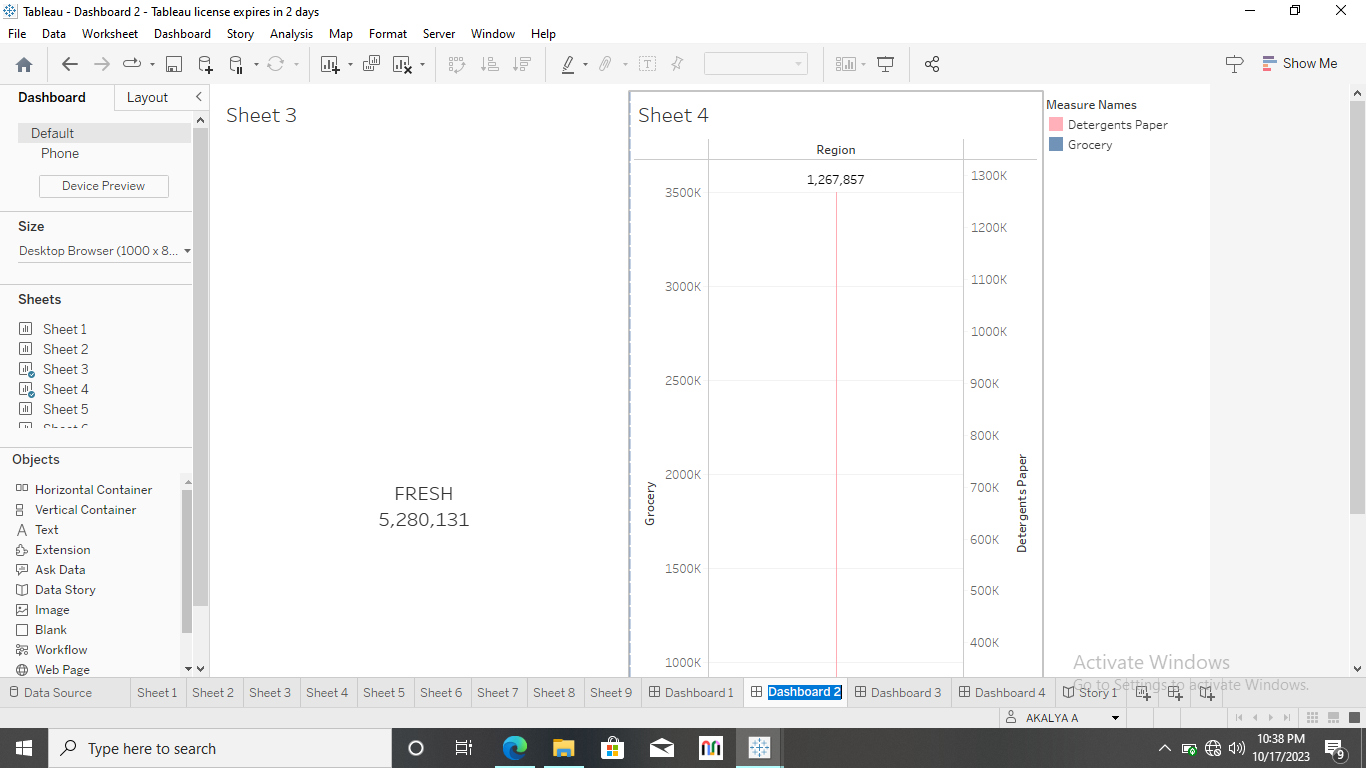 Tableau - Dashboard 2 - Tableau license expires in 2 days
File Data Worksheet Dashboard Story Analysis Map Format Server Window Help
Show Me
Dashboard Layout
Default
Phone
Device Preview
Size
Desktop Browser (1000 x 8...
Sheets
Sheet 1
Sheet 2
Sheet 3
Sheet 4
Sheet 5
Objects
Horizontal Container
Vertical Container
Text
Extension
Ask Data
Data Story
Image
Blank
Workflow
Web Page
Sheet 3
FRESH
5,280,131
Sheet 4
Region
1,267,857
Grocery
3500K
3000K
2500K
2000K
1500K
1000K
1300K
1200K
1100K
1000K
900K
800K
700K
600K
500K
400K
Detergents Paper
Measure Names
Detergents Paper
Grocery
Activate Windows
Go to Settings to activate Windows.
Data Source Sheet 1 Sheet 2 Sheet 3 Sheet 4 Sheet 5 Sheet 6 Sheet 7 Sheet 8 Sheet 9 Dashboard 1 Dashboard 2 Dashboard 3 Dashboard 4 Story 1
AKALYA A
Type here to search
10:38 PM
10/17/2023
9